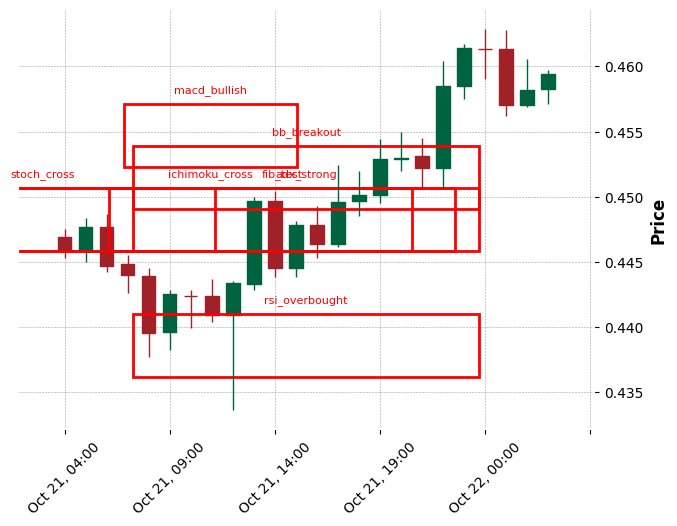 macd_bullish
bb_breakout
stoch_cross
ichimoku_cross
rsi_overbought
0.460
0.455
0.450
0.445
0.440
0.435
Price
Oct 21, 04:00
Oct 21, 09:00
Oct 21, 14:00
Oct 21, 19:00
Oct 22, 00:00